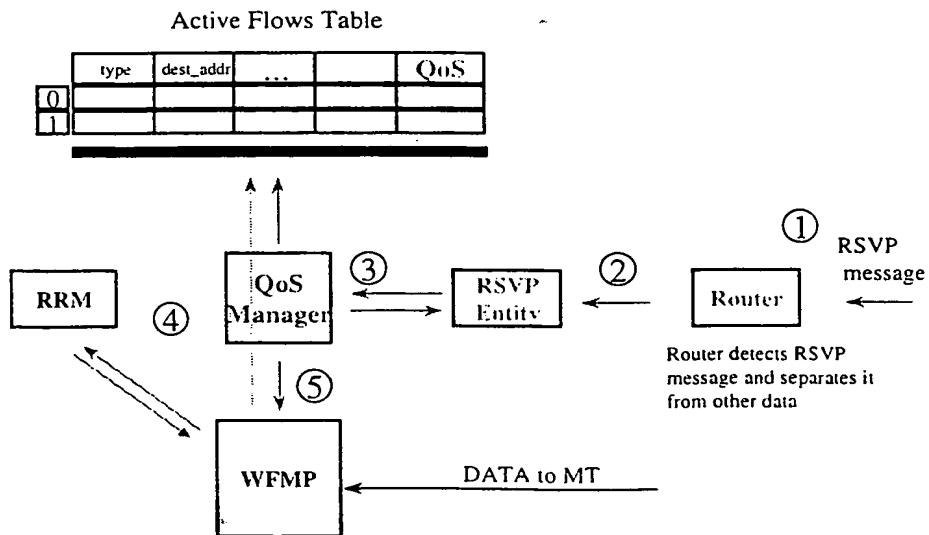 Active Flows Table
type dest_addr ... QoS
0
1
①
RSVP
message
RRM
④
QoS
Manager
③
RSVP
Entity
②
Router
Router detects RSVP
message and separates it
from other data
⑤
WFMP
DATA to MT